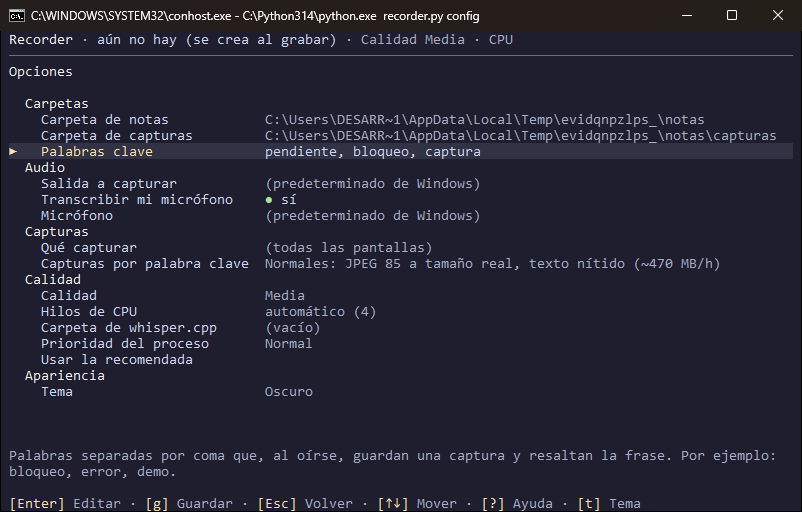 C:\WINDOWS\SYSTEM32\conhost.exe - C:\Python314\python.exe recorder.py config
Recorder · aún no hay (se crea al grabar) · Calidad Media · CPU
Opciones
Carpetas
Carpeta de notas C:\Users\DESARR~1\AppData\Local\Temp\evidqnpzlps_\notas
Carpeta de capturas C:\Users\DESARR~1\AppData\Local\Temp\evidqnpzlps_\notas\capturas
► Palabras clave pendiente, bloqueo, captura
Audio
Salida a capturar (predeterminado de Windows)
Transcribir mi micrófono ● sí
Micrófono (predeterminado de Windows)
Capturas
Qué capturar (todas las pantallas)
Capturas por palabra clave Normales: JPEG 85 a tamaño real, texto nítido (~470 MB/h)
Calidad
Calidad Media
Hilos de CPU automático (4)
Carpeta de whisper.cpp (vacío)
Prioridad del proceso Normal
Usar la recomendada
Apariencia
Tema Oscuro
Palabras separadas por coma que, al oírse, guardan una captura y resaltan la frase. Por ejemplo:
bloqueo, error, demo.
[Enter] Editar · [g] Guardar · [Esc] Volver · [↑↓] Mover · [?] Ayuda · [t] Tema